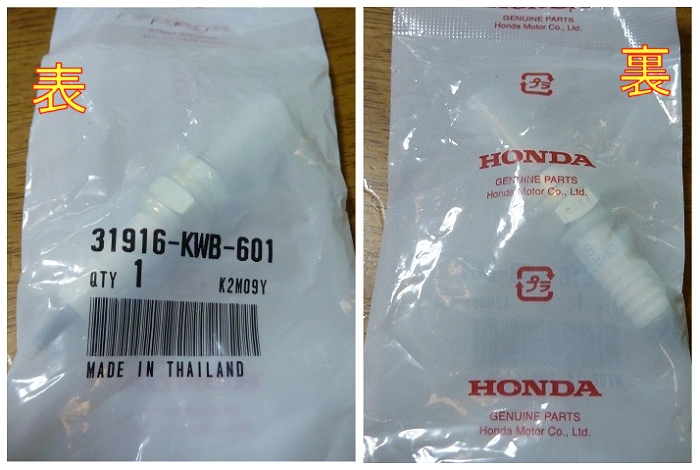 表
31916-KWB-601
QTY 1 K2M09Y
MADE IN THAILAND
裏
HONDA
GENUINE PARTS
Honda Motor Co., Ltd.
プラ
HONDA
GENUINE PARTS
Honda Motor Co., Ltd.
プラ
HONDA
GENUINE PARTS
Honda Motor Co., Ltd.